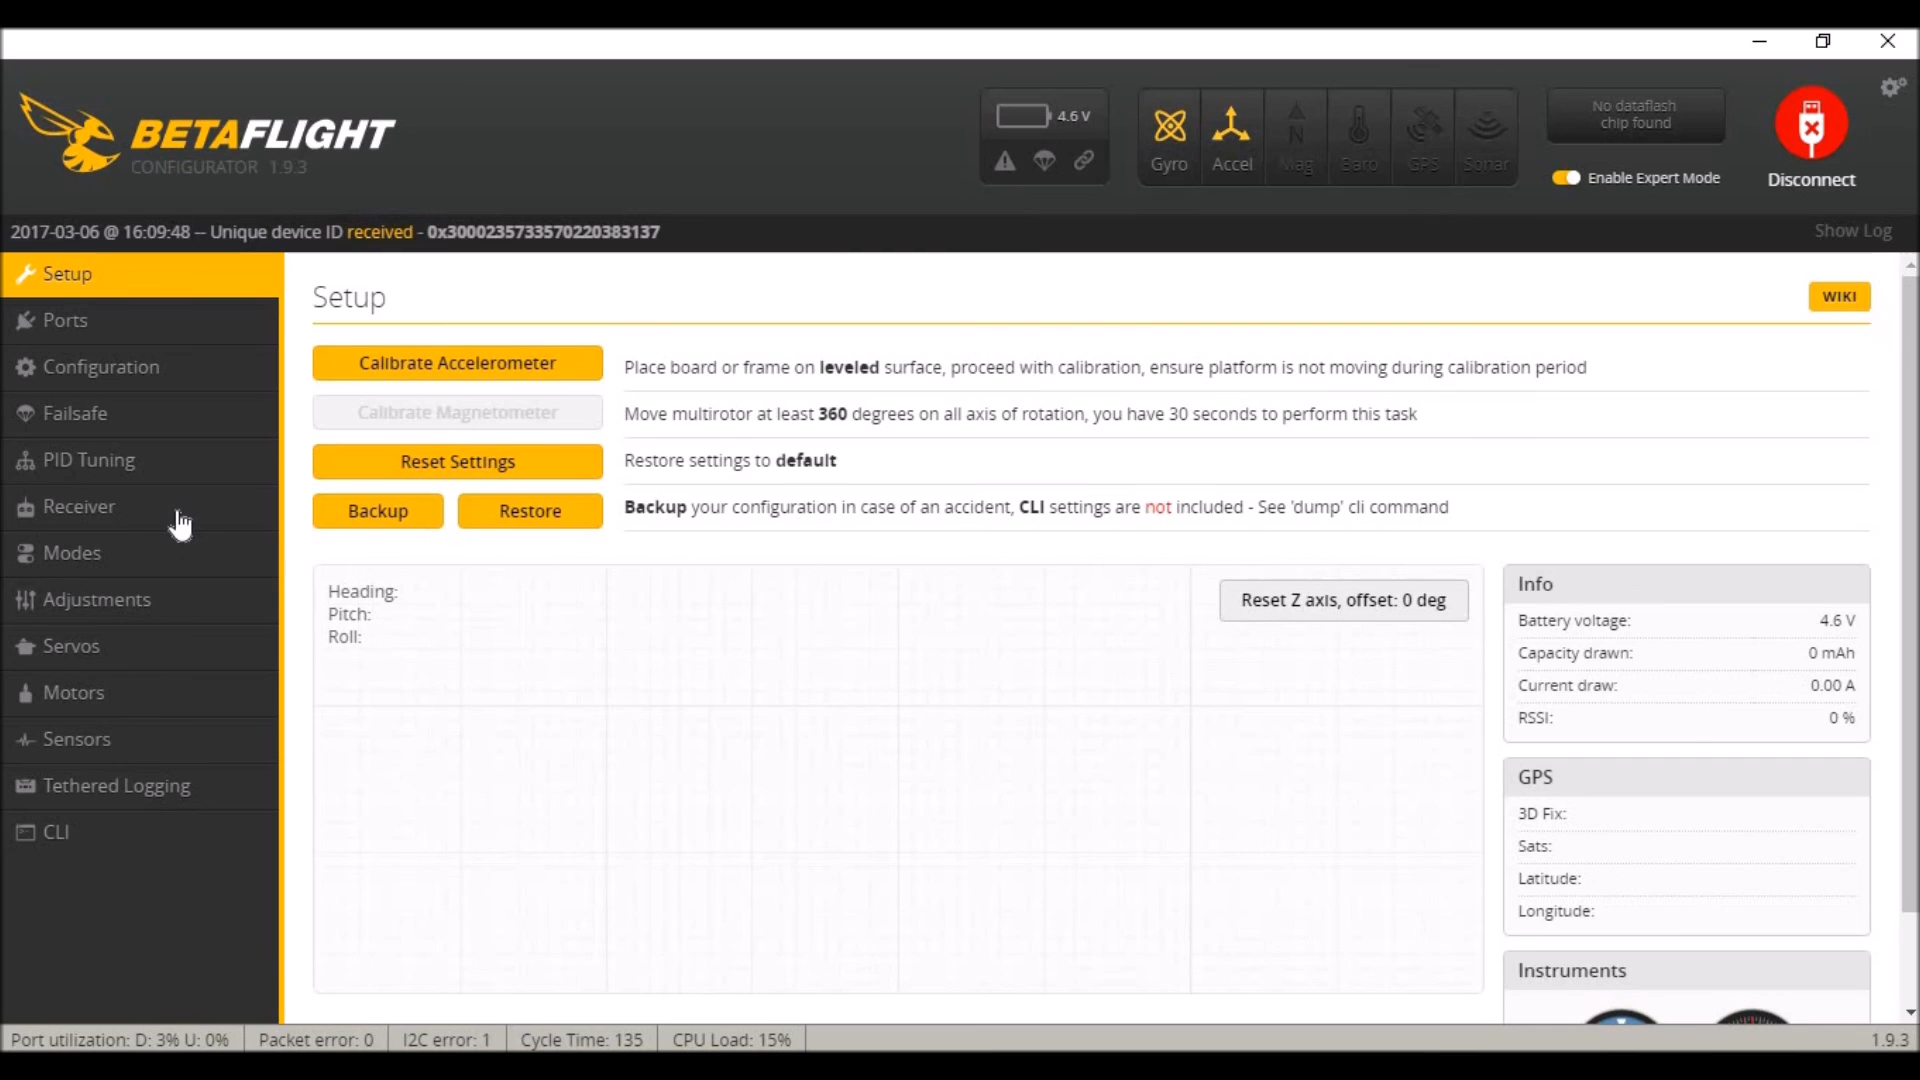 BETAFLIGHT
CONFIGURATOR 1.9.3
4.6 V
Gyro
Accel
Mag
Baro
GPS
Sonar
No dataflash
chip found
Enable Expert Mode
Disconnect
2017-03-06 @ 16:09:48 -- Unique device ID received - 0x3000235733570220383137
Show Log
Setup
Ports
Configuration
Failsafe
PID Tuning
Receiver
Modes
Adjustments
Servos
Motors
Sensors
Tethered Logging
CLI
Setup
WIKI
Calibrate Accelerometer
Place board or frame on leveled surface, proceed with calibration, ensure platform is not moving during calibration period
Calibrate Magnetometer
Move multirotor at least 360 degrees on all axis of rotation, you have 30 seconds to perform this task
Reset Settings
Restore settings to default
Backup
Restore
Backup your configuration in case of an accident, CLI settings are not included - See 'dump' cli command
Heading:
Pitch:
Roll:
Reset Z axis, offset: 0 deg
Info
Battery voltage: 4.6 V
Capacity drawn: 0 mAh
Current draw: 0.00 A
RSSI: 0 %
GPS
3D Fix:
Sats:
Latitude:
Longitude:
Instruments
Port utilization: D: 3% U: 0%
Packet error: 0
I2C error: 1
Cycle Time: 135
CPU Load: 15%
1.9.3